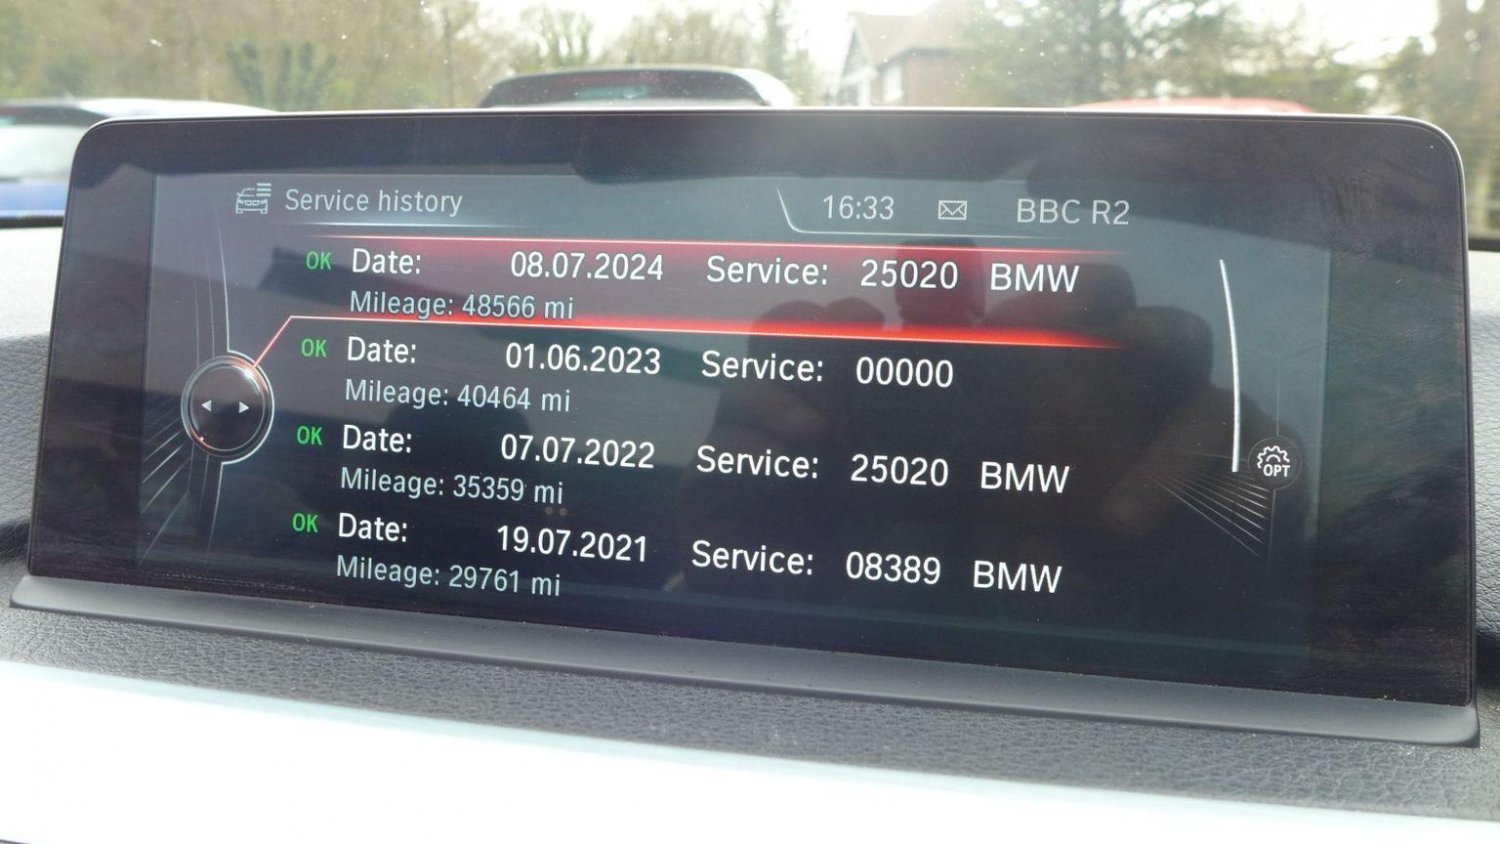 Service history 16:33 BBC R2
OK Date: 08.07.2024 Service: 25020 BMW
Mileage: 48566 mi
OK Date: 01.06.2023 Service: 00000
Mileage: 40464 mi
OK Date: 07.07.2022 Service: 25020 BMW
Mileage: 35359 mi
OPT
OK Date: 19.07.2021 Service: 08389 BMW
Mileage: 29761 mi